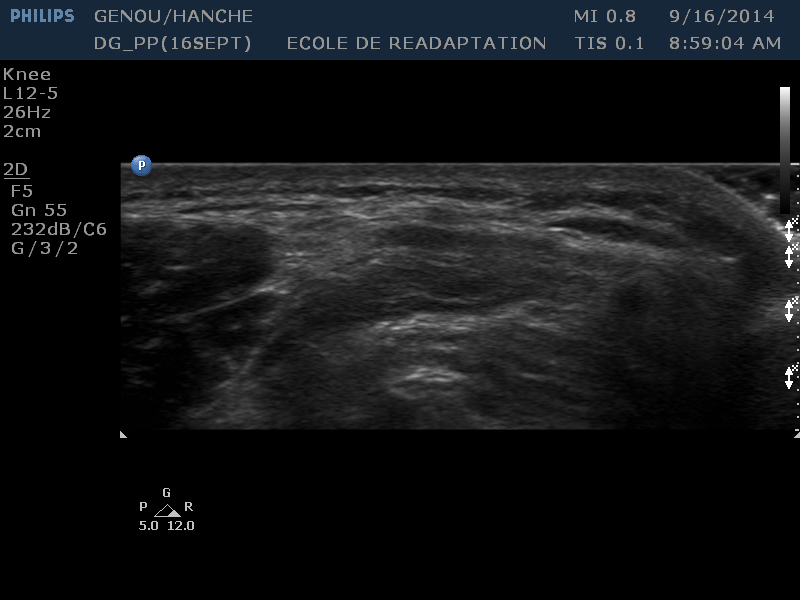 PHILIPS GENOU/HANCHE MI 0.8 9/16/2014
DG_PP(16SEPT) ECOLE DE READAPTATION TIS 0.1 8:59:04 AM
Knee
L12-5
26Hz
2cm
2D
F5
Gn 55
232dB/C6
G/3/2
P
G
P R
5.0 12.0